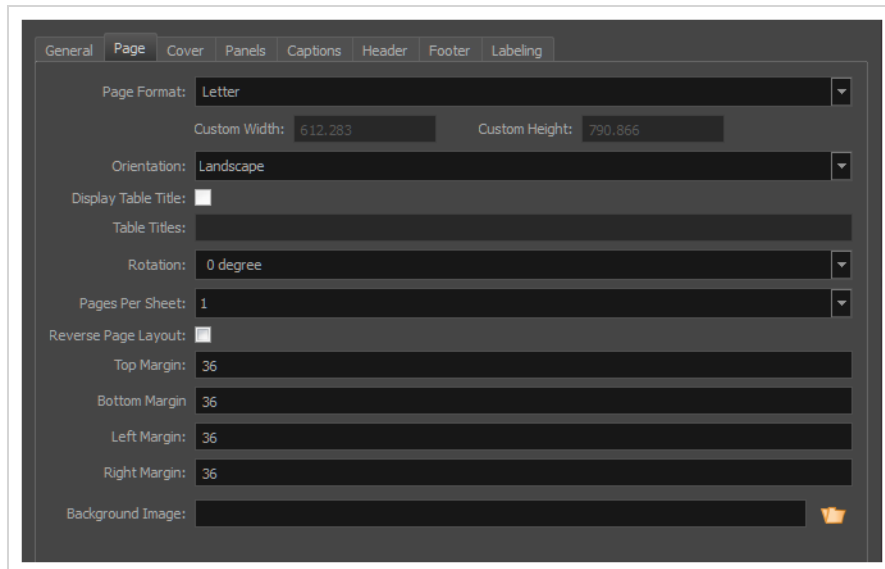 General Page Cover Panels Captions Header Footer Labeling
Page Format: Letter
Custom Width: 612.283 Custom Height: 790.866
Orientation: Landscape
Display Table Title:
Table Titles:
Rotation: 0 degree
Pages Per Sheet: 1
Reverse Page Layout:
Top Margin: 36
Bottom Margin 36
Left Margin: 36
Right Margin: 36
Background Image: